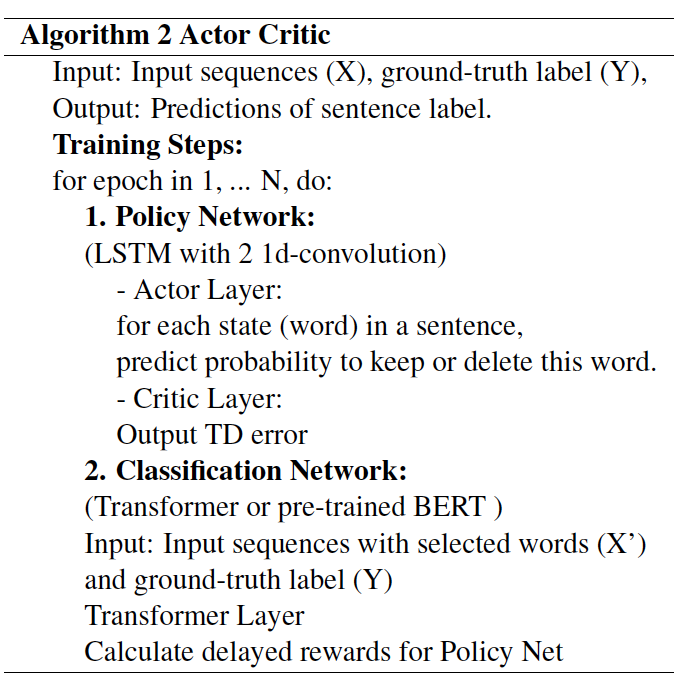 Algorithm 2 Actor Critic
Input: Input sequences (X), ground-truth label (Y),
Output: Predictions of sentence label.
Training Steps:
for epoch in 1, ... N, do:
1. Policy Network:
(LSTM with 2 1d-convolution)
- Actor Layer:
for each state (word) in a sentence,
predict probability to keep or delete this word.
- Critic Layer:
Output TD error
2. Classification Network:
(Transformer or pre-trained BERT )
Input: Input sequences with selected words (X’)
and ground-truth label (Y)
Transformer Layer
Calculate delayed rewards for Policy Net